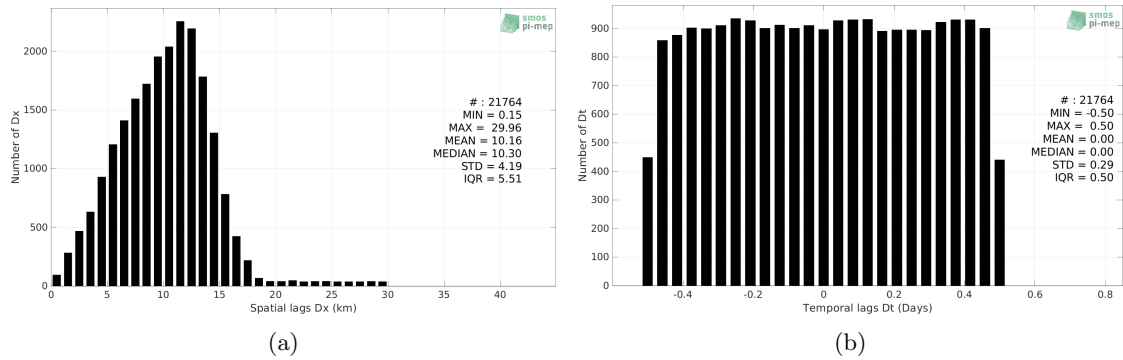 smos
pi-mep
Number of Dx
2000
1500
1000
500
0
# : 21764
MIN = 0.15
MAX = 29.96
MEAN = 10.16
MEDIAN = 10.30
STD = 4.19
IQR = 5.51
0 5 10 15 20 25 30 35 40 45
Spatial lags Dx (km)
(a)
smos
pi-mep
Number of Dt
900
800
700
600
500
400
300
200
100
0
# : 21764
MIN = -0.50
MAX = 0.50
MEAN = 0.00
MEDIAN = 0.00
STD = 0.29
IQR = 0.50
-0.4 -0.2 0 0.2 0.4 0.6 0.8
Temporal lags Dt (Days)
(b)